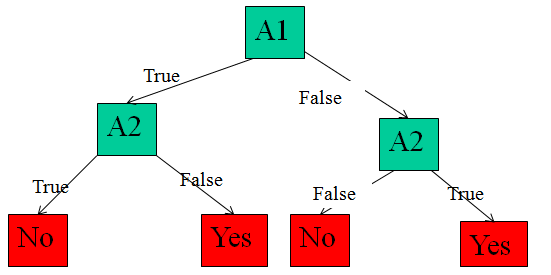 A1
True
False
A2
A2
True
False
False
True
No
Yes
No
Yes